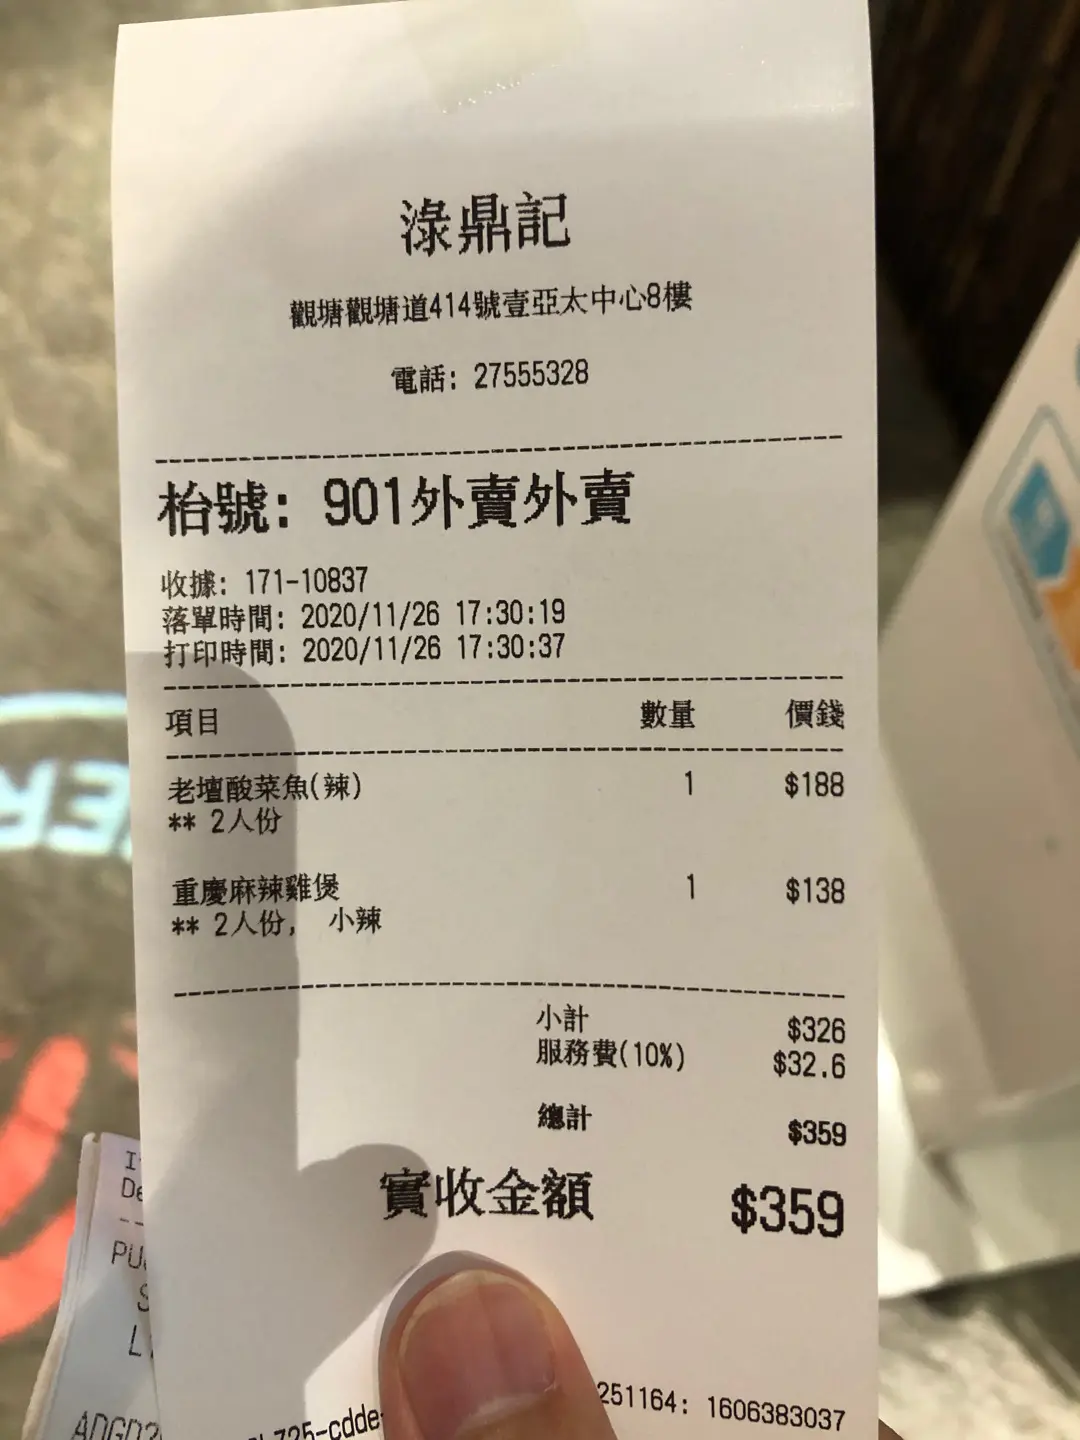 淥鼎記
觀塘觀塘道414號壹亞太中心8樓
電話: 27555328
枱號: 901外賣外賣
收據: 171-10837
落單時間: 2020/11/26 17:30:19
打印時間: 2020/11/26 17:30:37
項目 數量 價錢
老壇酸菜魚(辣) 1 $188
** 2人份
重慶麻辣雞煲 1 $138
** 2人份, 小辣
小計 $326
服務費(10%) $32.6
總計 $359
實收金額 $359
725-cdde 251164: 1606383037